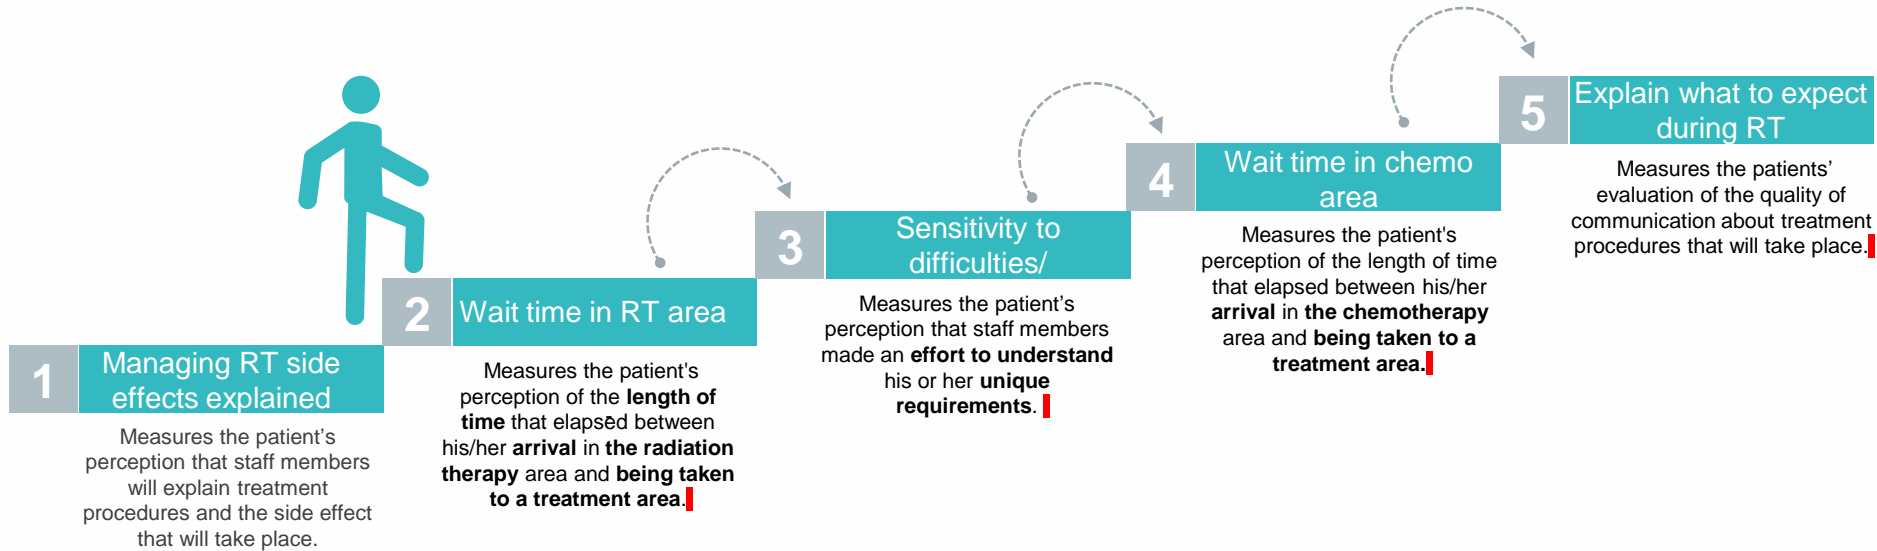 1
Managing RT side
effects explained
Measures the patient's
perception that staff members
will explain treatment
procedures and the side effect
that will take place.
2
Wait time in RT area
Measures the patient's
perception of the length of
time that elapsed between
his/her arrival in the radiation
therapy area and being taken
to a treatment area.
3
Sensitivity to
difficulties/
Measures the patient's
perception that staff members
made an effort to understand
his or her unique
requirements.
4
Wait time in chemo
area
Measures the patient's
perception of the length of time
that elapsed between his/her
arrival in the chemotherapy
area and being taken to a
treatment area.
5
Explain what to expect
during RT
Measures the patients'
evaluation of the quality of
communication about treatment
procedures that will take place.